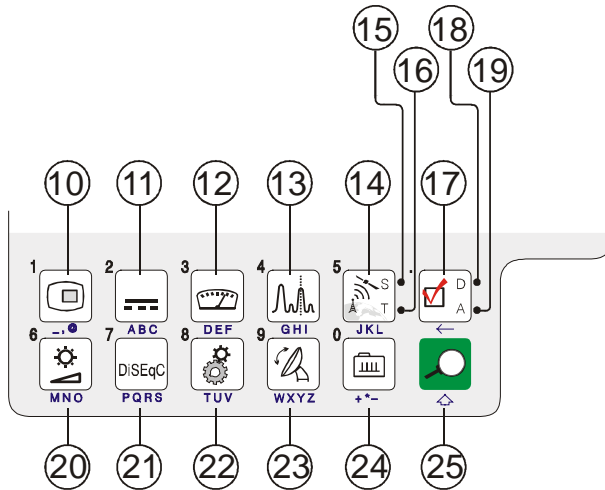 15 18
16 19
10 11 12 13 14 17
1 2 3 4 5 .
S D
T A
_.@ ABC DEF GHI JKL ←
6 7 8 9 0
DiSEqC
MNO PQRS TUV WXYZ +*-
20 21 22 23 24 25